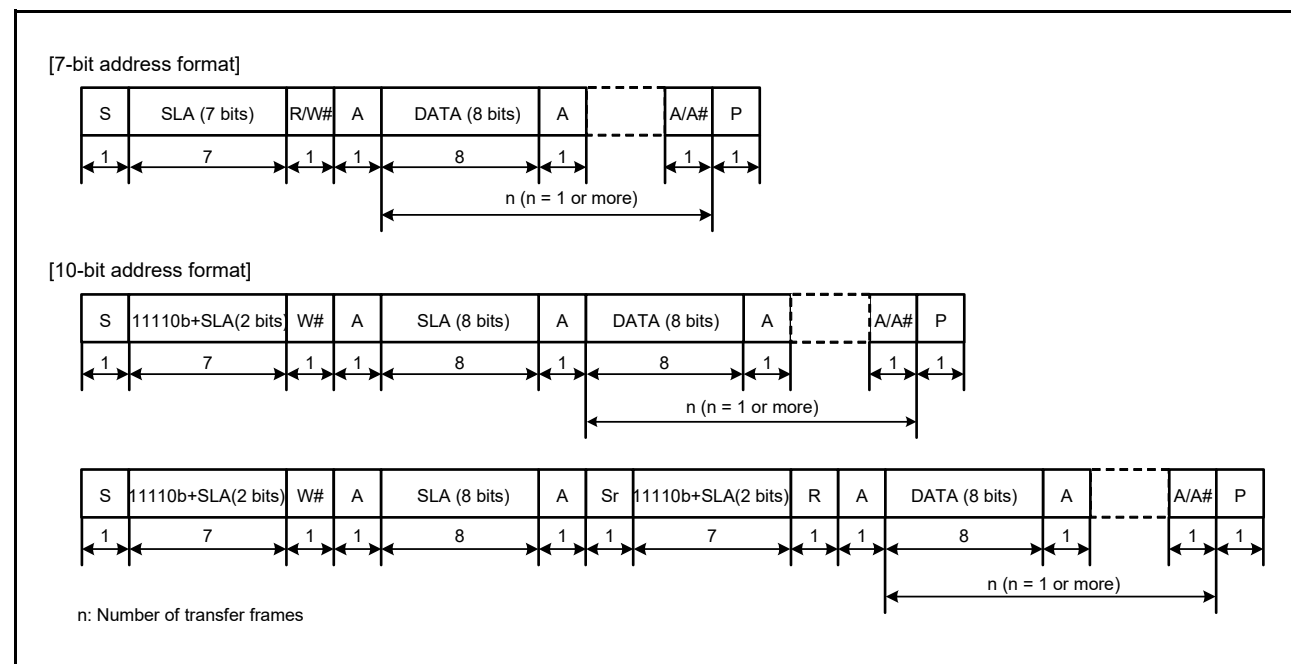 [7-bit address format]
S SLA (7 bits) R/W# A DATA (8 bits) A A/A# P
1 7 1 1 8 1 1 1
n (n = 1 or more)
[10-bit address format]
S 11110b+SLA(2 bits) W# A SLA (8 bits) A DATA (8 bits) A A/A# P
1 7 1 1 8 1 8 1 1 1
n (n = 1 or more)
S 11110b+SLA(2 bits) W# A SLA (8 bits) A Sr 11110b+SLA(2 bits) R A DATA (8 bits) A A/A# P
1 7 1 1 8 1 1 7 1 1 8 1 1 1
n (n = 1 or more)
n: Number of transfer frames